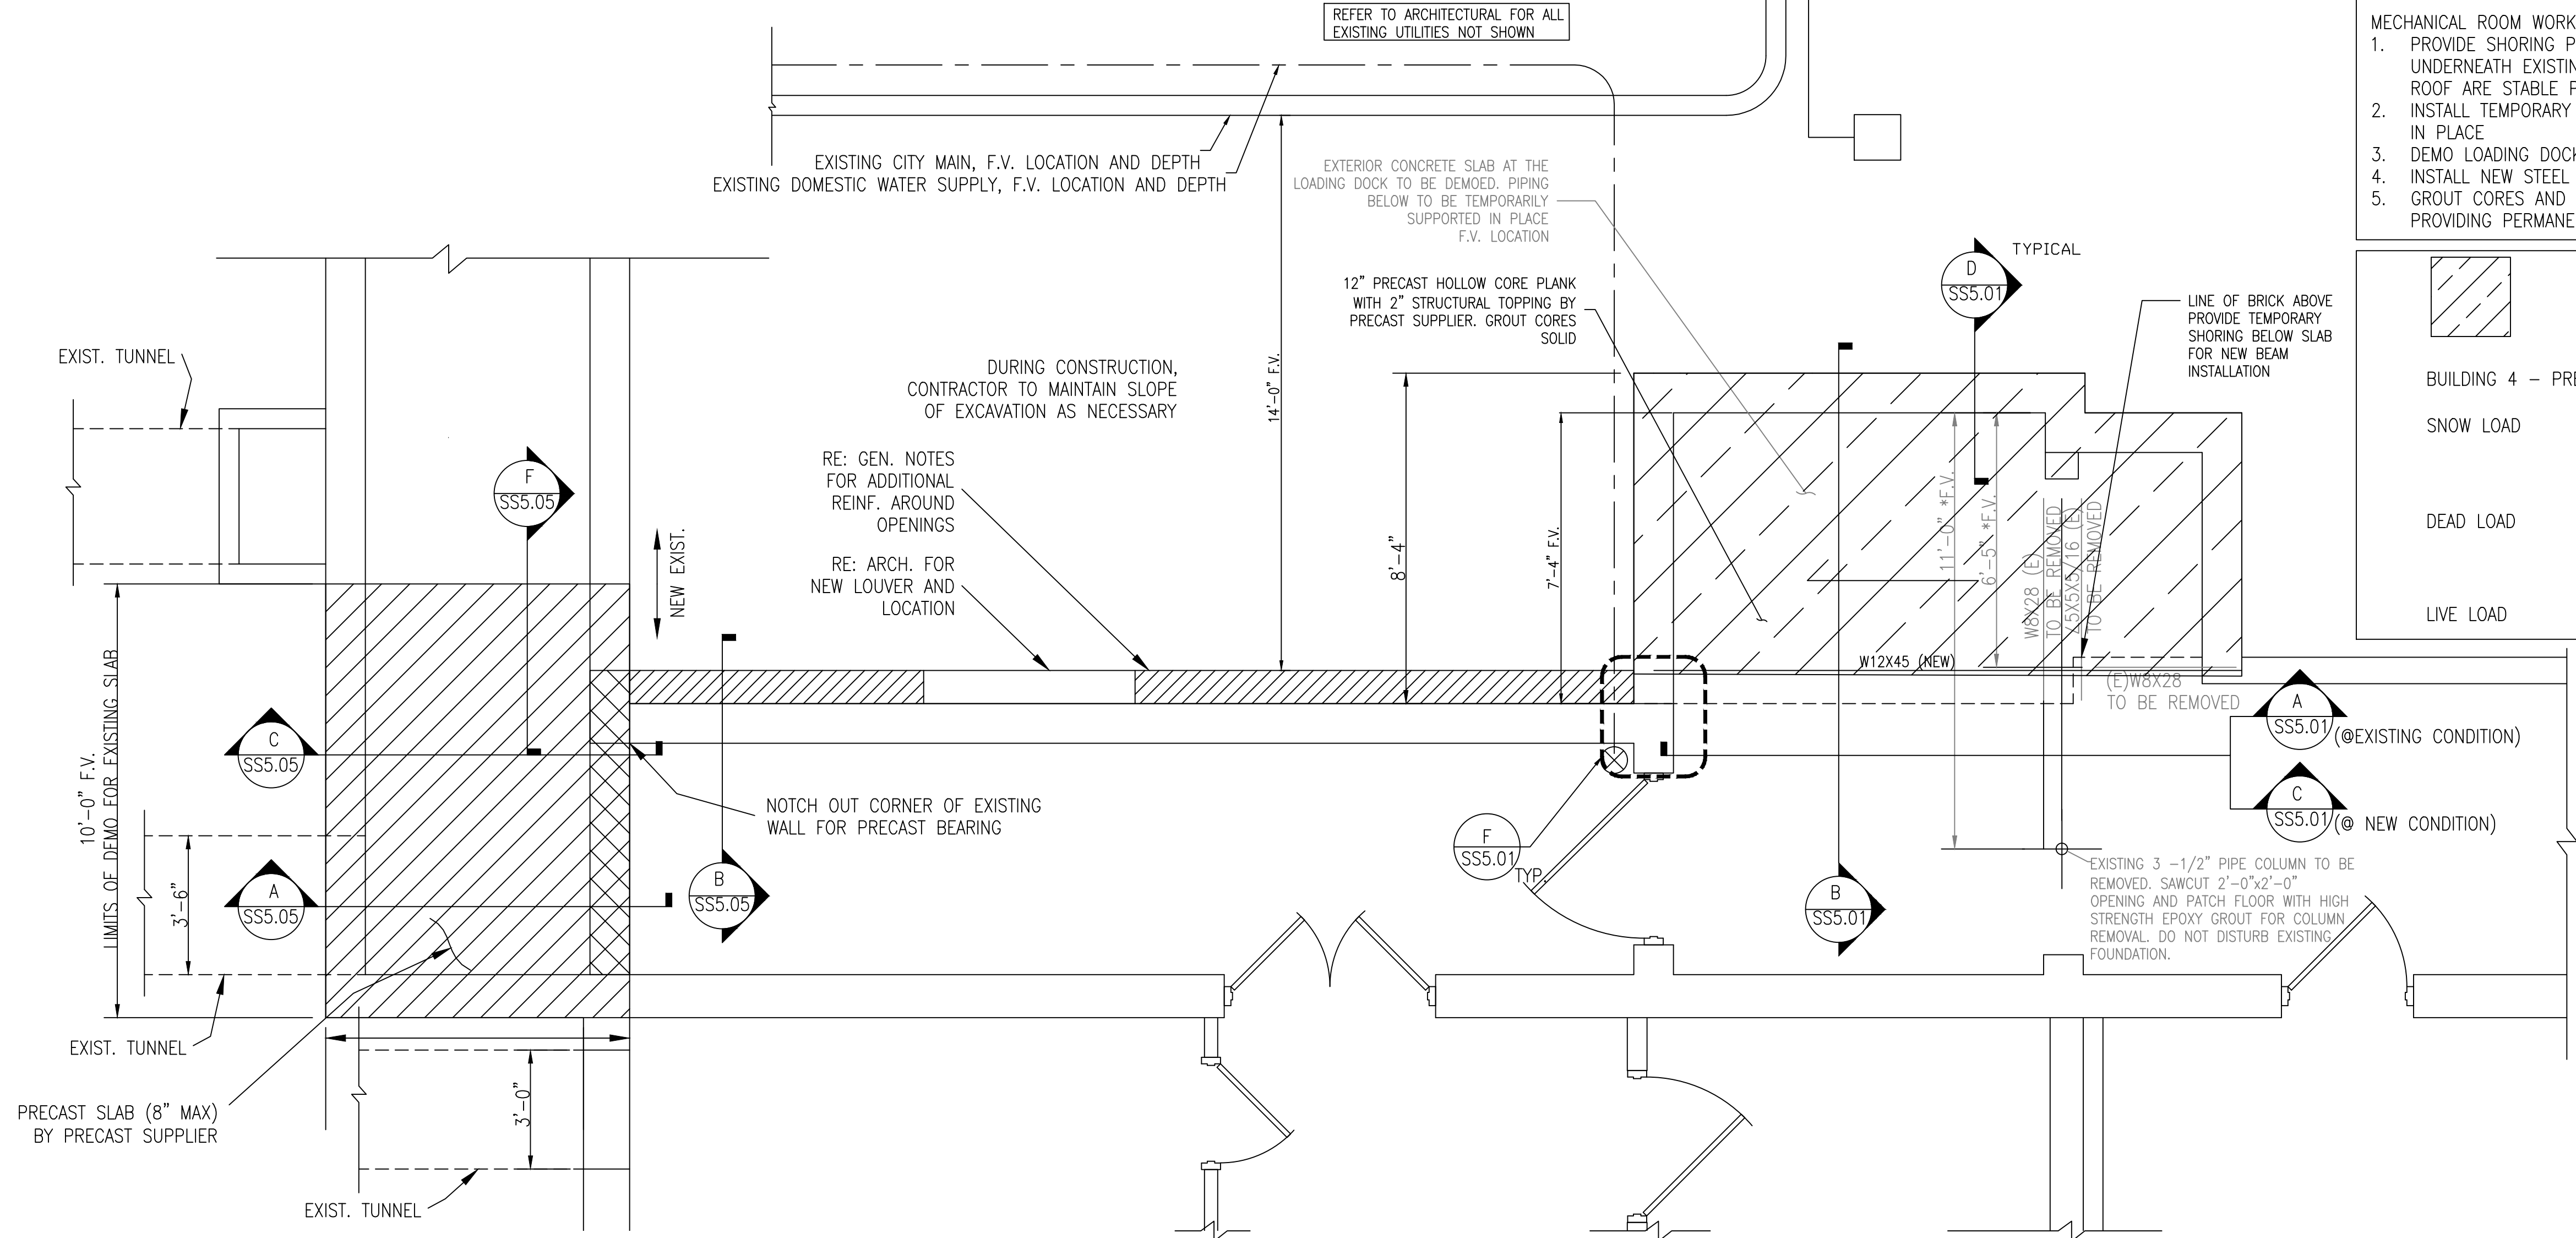 REFER TO ARCHITECTURAL FOR ALL
EXISTING UTILITIES NOT SHOWN
MECHANICAL ROOM WORK
1. PROVIDE SHORING P
UNDERNEATH EXISTIN
ROOF ARE STABLE P
2. INSTALL TEMPORARY
IN PLACE
3. DEMO LOADING DOCK
4. INSTALL NEW STEEL
5. GROUT CORES AND
PROVIDING PERMANE
EXISTING CITY MAIN, F.V. LOCATION AND DEPTH
EXISTING DOMESTIC WATER SUPPLY, F.V. LOCATION AND DEPTH
EXTERIOR CONCRETE SLAB AT THE
LOADING DOCK TO BE DEMOED. PIPING
BELOW TO BE TEMPORARILY
SUPPORTED IN PLACE
F.V. LOCATION
12" PRECAST HOLLOW CORE PLANK
WITH 2" STRUCTURAL TOPPING BY
PRECAST SUPPLIER. GROUT CORES
SOLID
D
SS5.01
TYPICAL
LINE OF BRICK ABOVE
PROVIDE TEMPORARY
SHORING BELOW SLAB
FOR NEW BEAM
INSTALLATION
BUILDING 4 - PRE
SNOW LOAD
DEAD LOAD
LIVE LOAD
EXIST. TUNNEL
DURING CONSTRUCTION,
CONTRACTOR TO MAINTAIN SLOPE
OF EXCAVATION AS NECESSARY
14'-0" F.V.
F
SS5.05
RE: GEN. NOTES
FOR ADDITIONAL
REINF. AROUND
OPENINGS
RE: ARCH. FOR
NEW LOUVER AND
LOCATION
NEW EXIST.
8'-4"
7'-4" F.V.
11'-0" *F.V.
6'-5" *F.V.
W8X28 (E)
TO BE REMOVED
∠5X5X5/16 (E)
TO BE REMOVED
W12X45 (NEW)
(E)W8X28
TO BE REMOVED
A
SS5.01
(@EXISTING CONDITION)
C
SS5.01
(@ NEW CONDITION)
10'-0" F.V.
LIMITS OF DEMO FOR EXISTING SLAB
C
SS5.05
A
SS5.05
3'-6"
NOTCH OUT CORNER OF EXISTING
WALL FOR PRECAST BEARING
B
SS5.05
F
SS5.01
TYP.
B
SS5.01
EXISTING 3 -1/2" PIPE COLUMN TO BE
REMOVED. SAWCUT 2'-0"x2'-0"
OPENING AND PATCH FLOOR WITH HIGH
STRENGTH EPOXY GROUT FOR COLUMN
REMOVAL. DO NOT DISTURB EXISTING
FOUNDATION.
EXIST. TUNNEL
PRECAST SLAB (8" MAX)
BY PRECAST SUPPLIER
3'-0"
EXIST. TUNNEL